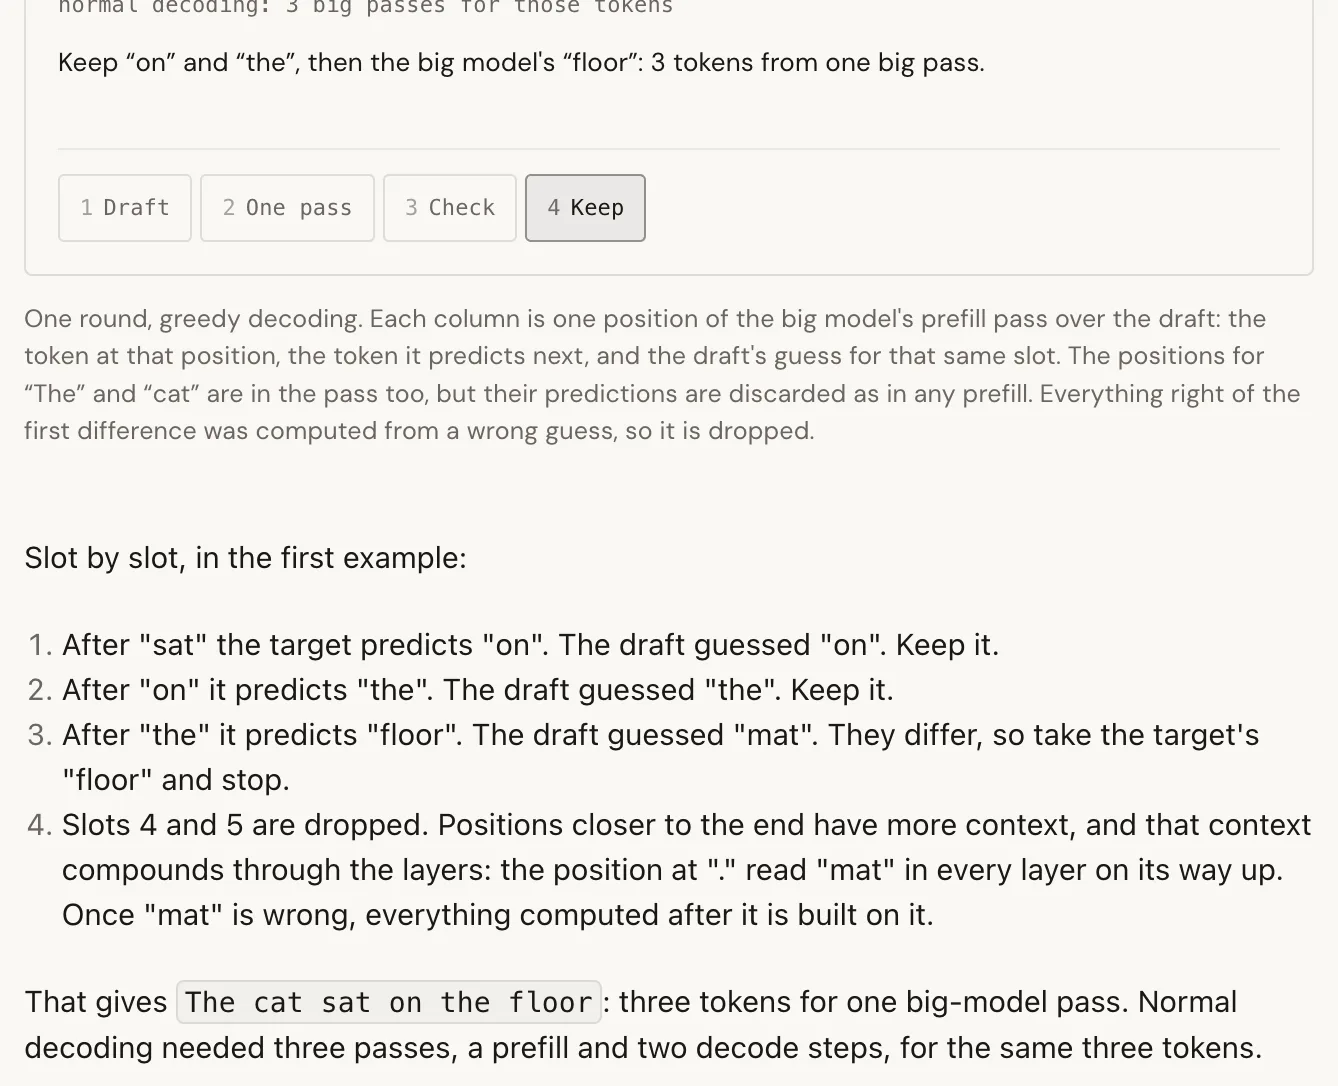 normal decoding: 3 big passes for those tokens
Keep “on” and “the”, then the big model's “floor”: 3 tokens from one big pass.
1 Draft
2 One pass
3 Check
4 Keep
One round, greedy decoding. Each column is one position of the big model's prefill pass over the draft: the
token at that position, the token it predicts next, and the draft's guess for that same slot. The positions for
“The” and “cat” are in the pass too, but their predictions are discarded as in any prefill. Everything right of the
first difference was computed from a wrong guess, so it is dropped.
Slot by slot, in the first example:
1. After "sat" the target predicts "on". The draft guessed "on". Keep it.
2. After "on" it predicts "the". The draft guessed "the". Keep it.
3. After "the" it predicts "floor". The draft guessed "mat". They differ, so take the target's
"floor" and stop.
4. Slots 4 and 5 are dropped. Positions closer to the end have more context, and that context
compounds through the layers: the position at "." read "mat" in every layer on its way up.
Once "mat" is wrong, everything computed after it is built on it.
That gives The cat sat on the floor: three tokens for one big-model pass. Normal
decoding needed three passes, a prefill and two decode steps, for the same three tokens.